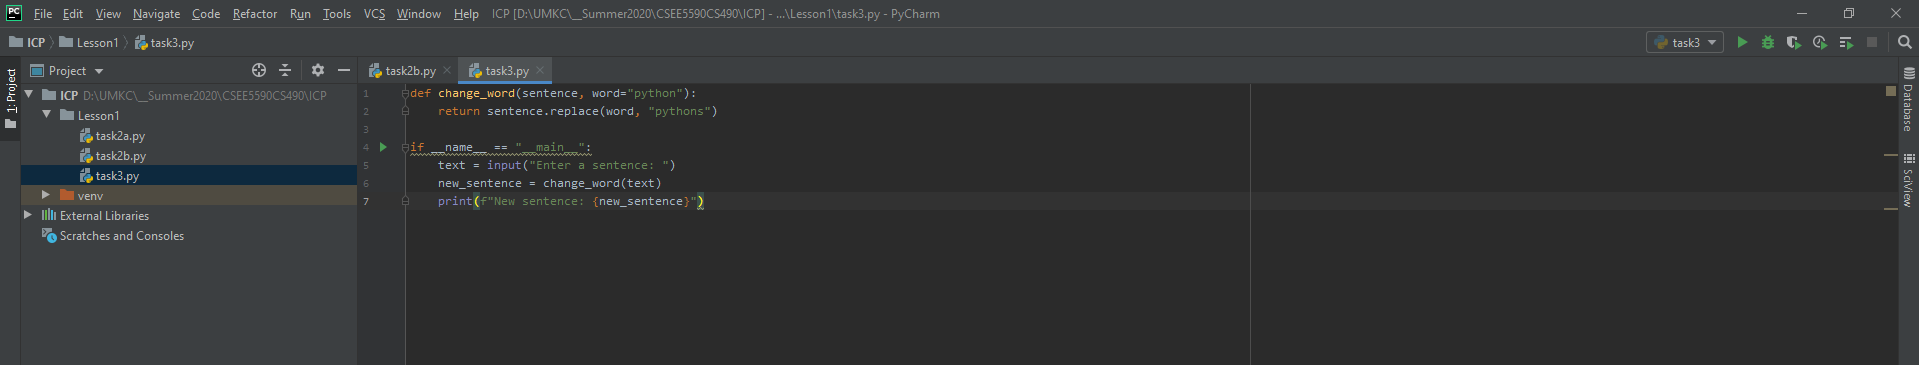 PC File Edit View Navigate Code Refactor Run Tools VCS Window Help ICP [D:\UMKC\__Summer2020\CSEE5590CS490\ICP] - ...\Lesson1\task3.py - PyCharm
ICP Lesson1 task3.py task3
1: Project
Project
task2b.py task3.py
ICP D:\UMKC\__Summer2020\CSEE5590CS490\ICP
Lesson1
task2a.py
task2b.py
task3.py
venv
External Libraries
Scratches and Consoles
1 def change_word(sentence, word="python"):
2 return sentence.replace(word, "pythons")
3
4 if __name__ == "__main__":
5 text = input("Enter a sentence: ")
6 new_sentence = change_word(text)
7 print(f"New sentence: {new_sentence}")
Database
SciView